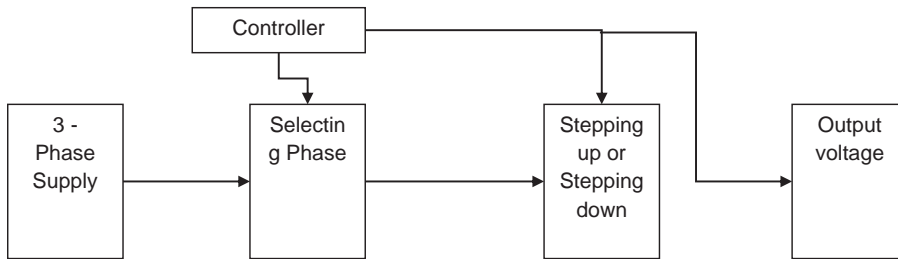 Controller
3 -
Phase
Supply
Selectin
g Phase
Stepping
up or
Stepping
down
Output
voltage